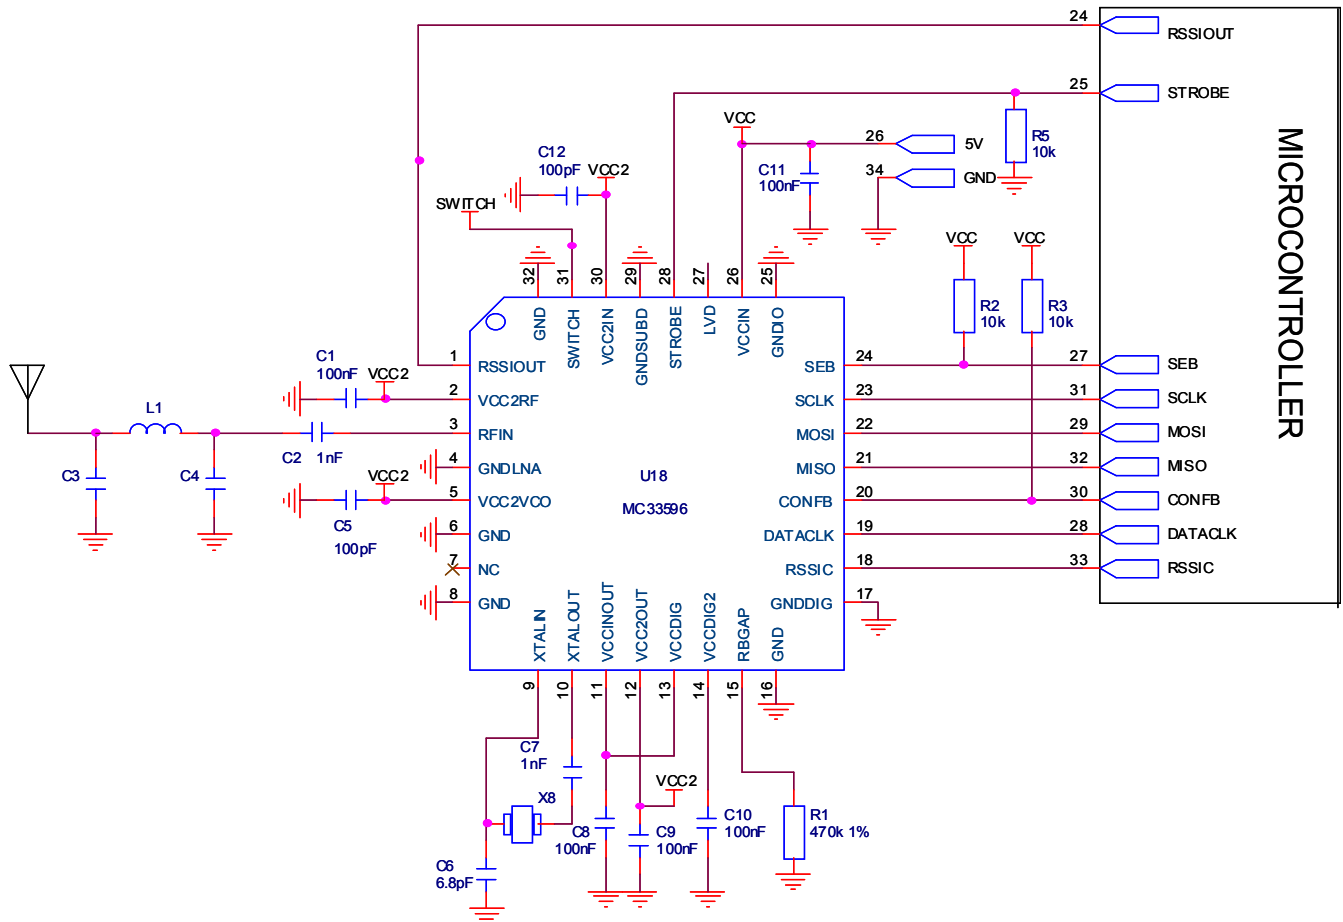 24
RSSIOUT
25
STROBE
VCC
26
5V
R5
10k
C12
100pF
VCC2
C11
100nF
34
GND
SWITCH
MICROCONTROLLER
VCC
VCC
32
31
30
29
28
27
26
25
GND
SWITCH
VCC2IN
GNDSUBD
STROBE
LVD
VCCIN
GNDIO
R2
10k
R3
10k
C1
100nF
VCC2
1
RSSIOUT
SEB
24
27
SEB
2
VCC2RF
SCLK
23
31
SCLK
L1
C2
1nF
3
RFIN
MOSI
22
29
MOSI
C3
C4
VCC2
4
GNDLNA
U18
MISO
21
32
MISO
C5
100pF
5
VCC2VCO
MC33596
CONFB
20
30
CONFB
6
GND
DATACLK
19
28
DATACLK
7
NC
RSSIC
18
33
RSSIC
8
GND
GNDDIG
17
XTALIN
XTALOUT
VCCINOUT
VCC2OUT
VCCDIG
VCCDIG2
RBGAP
GND
9
10
11
12
13
14
15
16
C7
1nF
VCC2
X8
C8
100nF
C9
100nF
C10
100nF
R1
470k 1%
C6
6.8pF